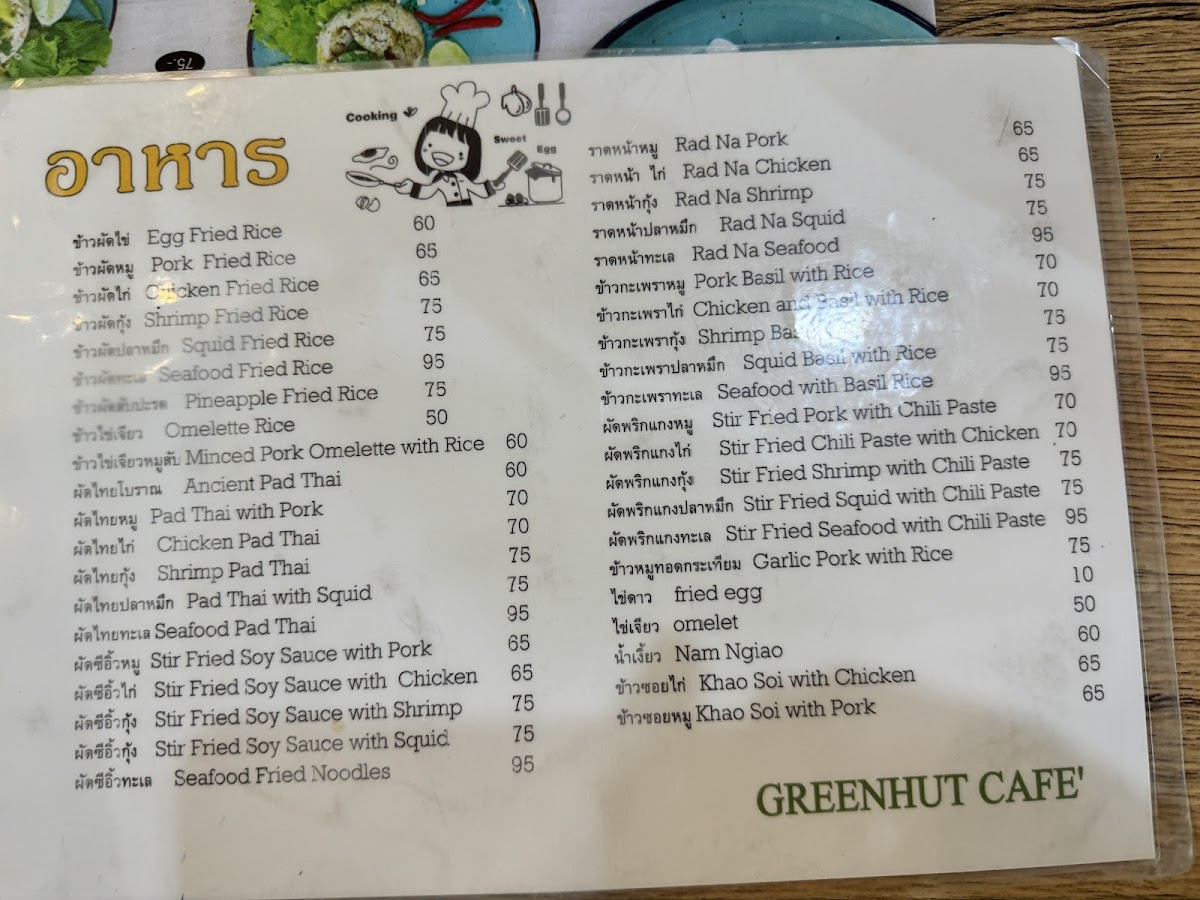 75.-
อาหาร
Cooking
Sweet
Egg
ข้าวผัดไข่ Egg Fried Rice 60
ข้าวผัดหมู Pork Fried Rice 65
ข้าวผัดไก่ Chicken Fried Rice 65
ข้าวผัดกุ้ง Shrimp Fried Rice 75
ข้าวผัดปลาหมึก Squid Fried Rice 75
ข้าวผัดทะเล Seafood Fried Rice 95
ข้าวผัดสับปะรด Pineapple Fried Rice 75
ข้าวไข่เจียว Omelette Rice 50
ข้าวไข่เจียวหมูสับ Minced Pork Omelette with Rice 60
ผัดไทยโบราณ Ancient Pad Thai 60
ผัดไทยหมู Pad Thai with Pork 70
ผัดไทยไก่ Chicken Pad Thai 70
ผัดไทยกุ้ง Shrimp Pad Thai 75
ผัดไทยปลาหมึก Pad Thai with Squid 75
ผัดไทยทะเล Seafood Pad Thai 95
ผัดซีอิ้วหมู Stir Fried Soy Sauce with Pork 65
ผัดซีอิ้วไก่ Stir Fried Soy Sauce with Chicken 65
ผัดซีอิ้วกุ้ง Stir Fried Soy Sauce with Shrimp 75
ผัดซีอิ้วกุ้ง Stir Fried Soy Sauce with Squid 75
ผัดซีอิ้วทะเล Seafood Fried Noodles 95
ราดหน้าหมู Rad Na Pork 65
ราดหน้า ไก่ Rad Na Chicken 65
ราดหน้ากุ้ง Rad Na Shrimp 75
ราดหน้าปลาหมึก Rad Na Squid 75
ราดหน้าทะเล Rad Na Seafood 95
ข้าวกะเพราหมู Pork Basil with Rice 70
ข้าวกะเพราไก่ Chicken and Basil with Rice 70
ข้าวกะเพรากุ้ง Shrimp 75
ข้าวกะเพราปลาหมึก Squid Basil with Rice 75
ข้าวกะเพราทะเล Seafood with Basil Rice 95
ผัดพริกแกงหมู Stir Fried Pork with Chili Paste 70
ผัดพริกแกงไก่ Stir Fried Chili Paste with Chicken 70
ผัดพริกแกงกุ้ง Stir Fried Shrimp with Chili Paste 75
ผัดพริกแกงปลาหมึก Stir Fried Squid with Chili Paste 75
ผัดพริกแกงทะเล Stir Fried Seafood with Chili Paste 95
ข้าวหมูทอดกระเทียม Garlic Pork with Rice 75
ไข่ดาว fried egg 10
ไข่เจียว omelet 50
น้ำเงี้ยว Nam Ngiao 60
ข้าวซอยไก่ Khao Soi with Chicken 65
ข้าวซอยหมู Khao Soi with Pork 65
GREENHUT CAFE'